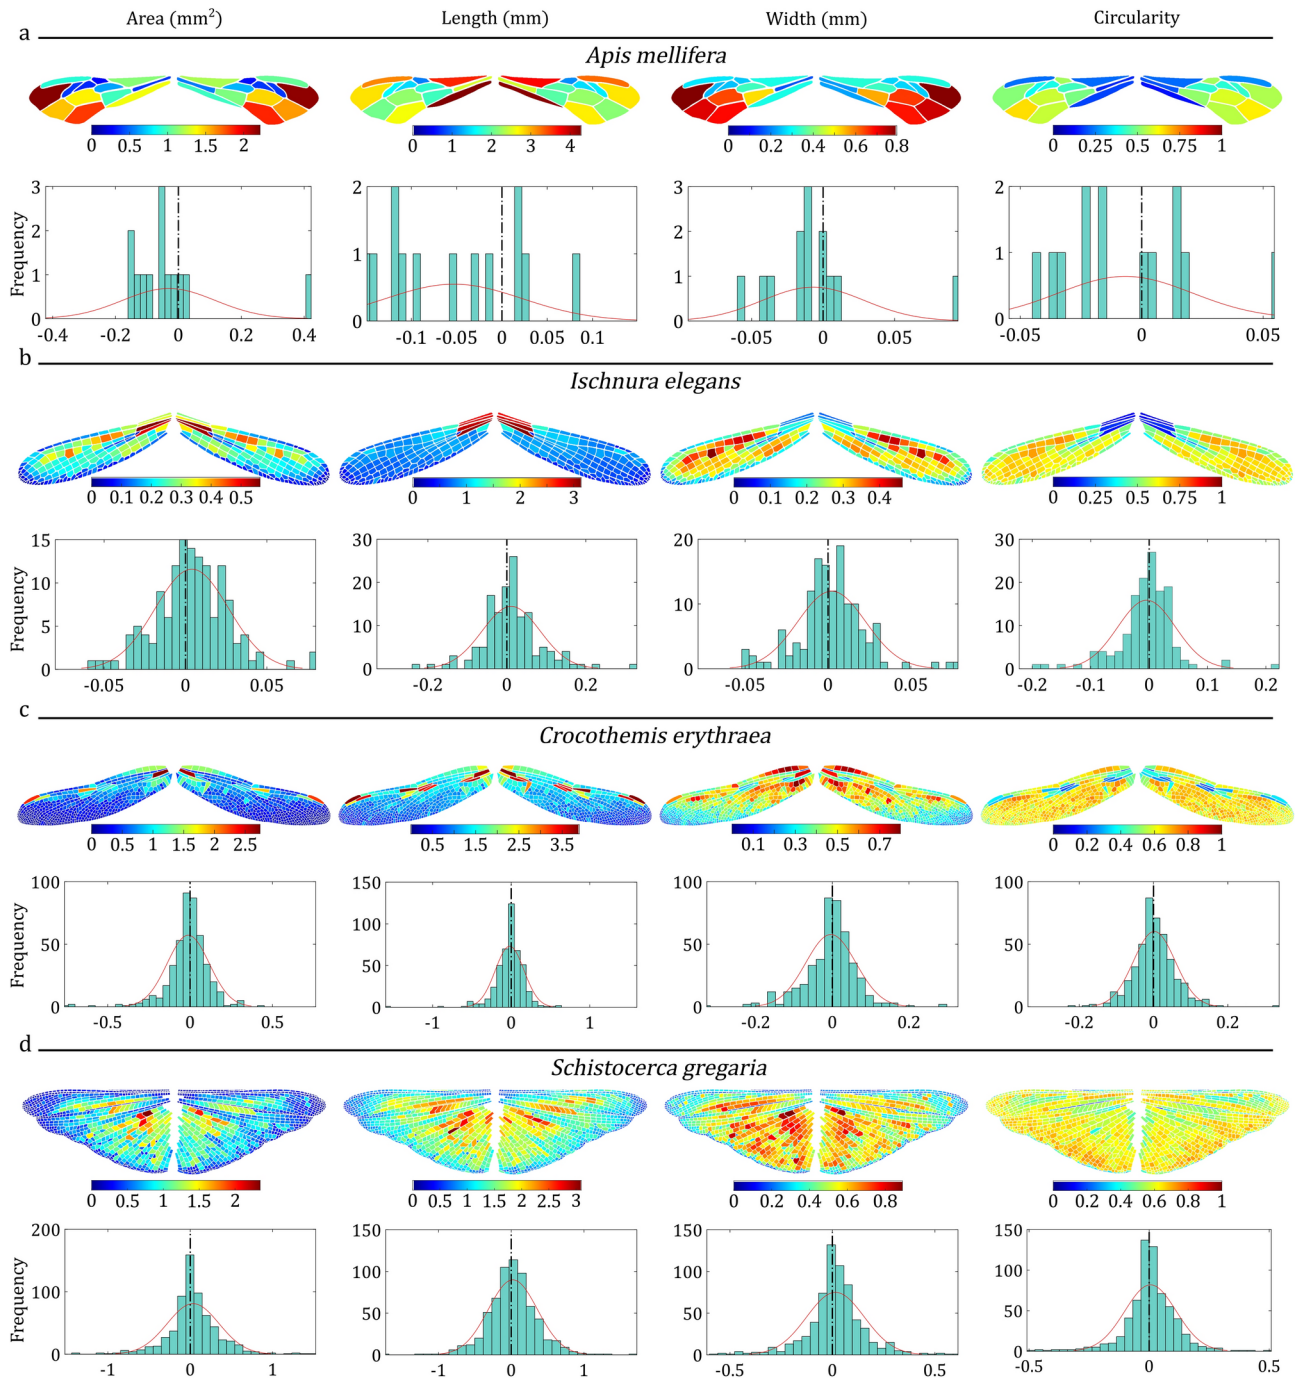 Area (mm²) Length (mm) Width (mm) Circularity
a
Apis mellifera
0 0.5 1 1.5 2 0 1 2 3 4 0 0.2 0.4 0.6 0.8 0 0.25 0.75 1
Frequency
3 2 1 0
-0.4 -0.2 0 0.2 0.4
2 1 0
-0.1 -0.05 0 0.05 0.1
3 2 1 0
-0.05 0 0.05
2 1 0
-0.05 0 0.05
b
Ischnura elegans
0 0.1 0.2 0.3 0.4 0.5 0 1 2 3 0 0.1 0.2 0.3 0.4 0 0.25 0.75 1
Frequency
15 10 5 0
-0.05 0 0.05
30 20 10 0
-0.2 0 0.2
20 10 0
-0.05 0 0.05
30 20 10 0
-0.2 -0.1 0 0.1 0.2
c
Crocothemis erythraea
0 0.5 1 1.5 2 2.5 0.5 1.5 2.5 3.5 0.1 0.3 0.5 0.7 0 0.2 0.4 0.6 1
Frequency
100 50 0
-0.5 0 0.5
150 100 50 0
-1 0 1
100 50 0
-0.2 0 0.2
100 50 0
-0.2 0 0.2
d
Schistocerca gregaria
0 0.5 1 1.5 2 0 0.5 1 1.5 2 2.5 3 0 0.2 0.4 0.6 0.8 0 0.2 0.4 0.6 1
Frequency
200 100 0
-1 0 1
150 100 50 0
-1 0 1
150 100 50 0
-0.5 0 0.5
150 100 50 0
-0.5 0 0.5